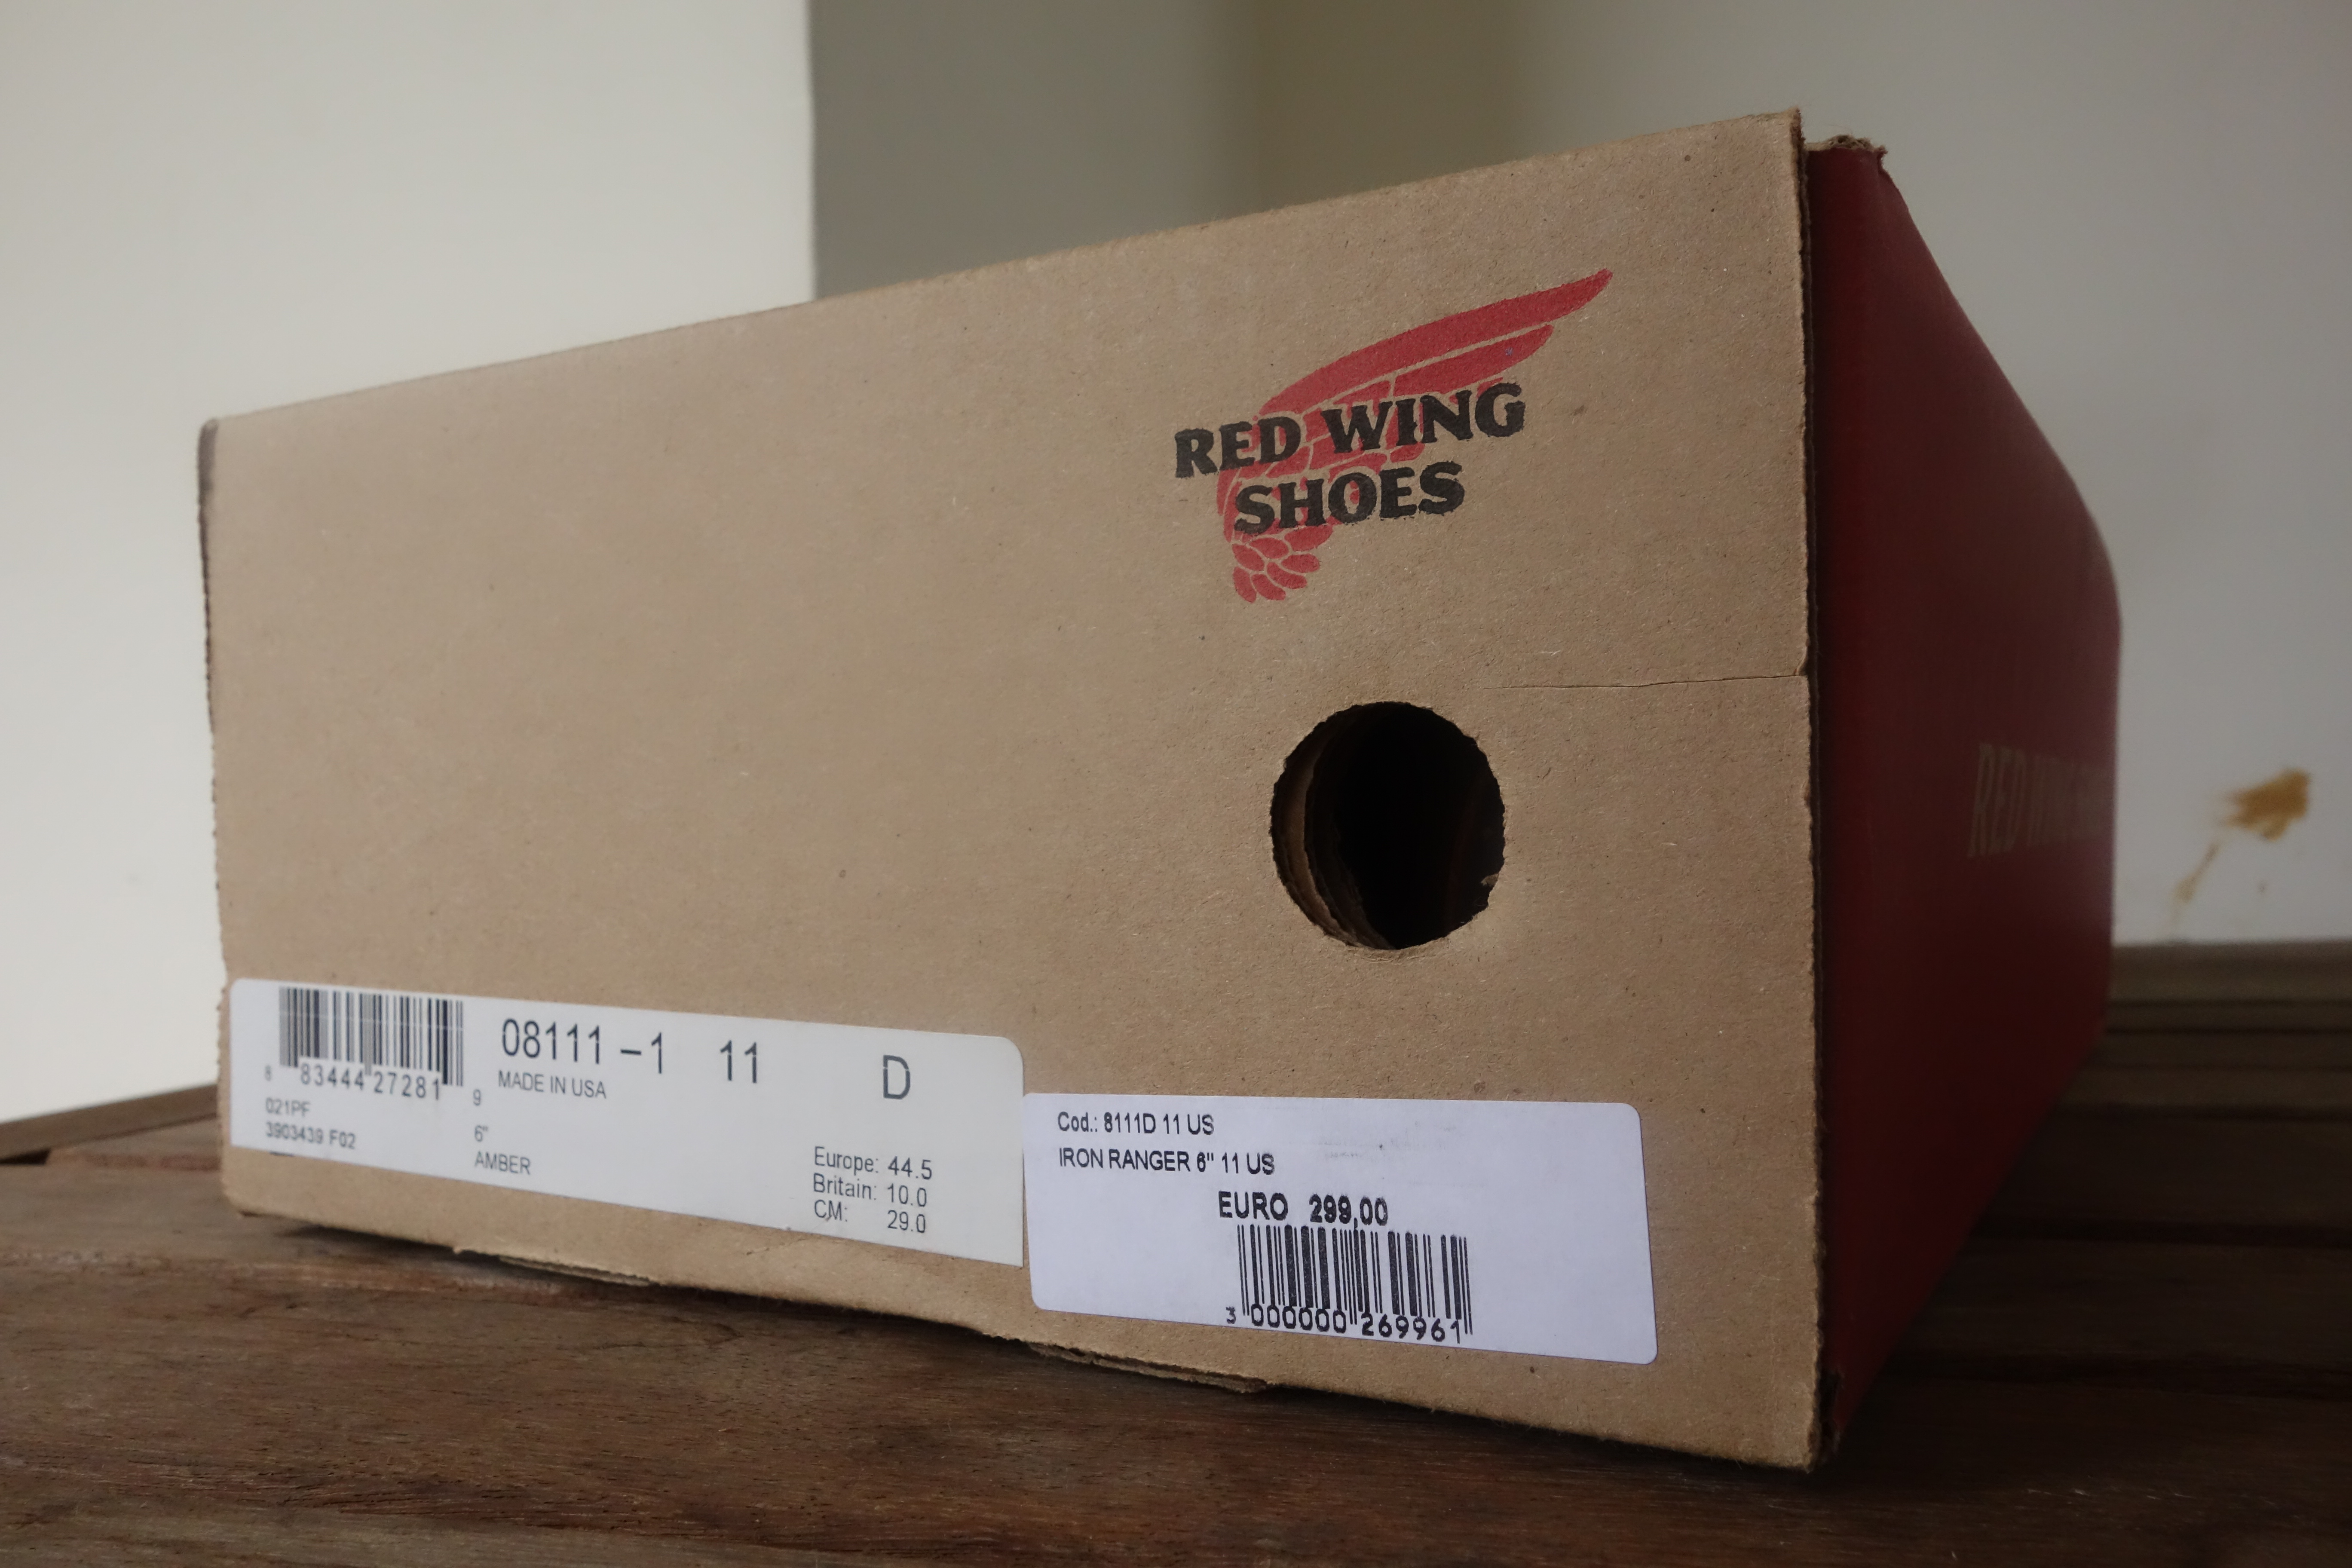 RED WING
SHOES
RED WING
08111 -1 11 D
MADE IN USA
8 83444 27281 9
021PF
3903439 F02
6"
AMBER
Europe: 44.5
Britain: 10.0
CM: 29.0
Cod.: 8111D 11 US
IRON RANGER 6" 11 US
EURO 299,00
3 000000 269961